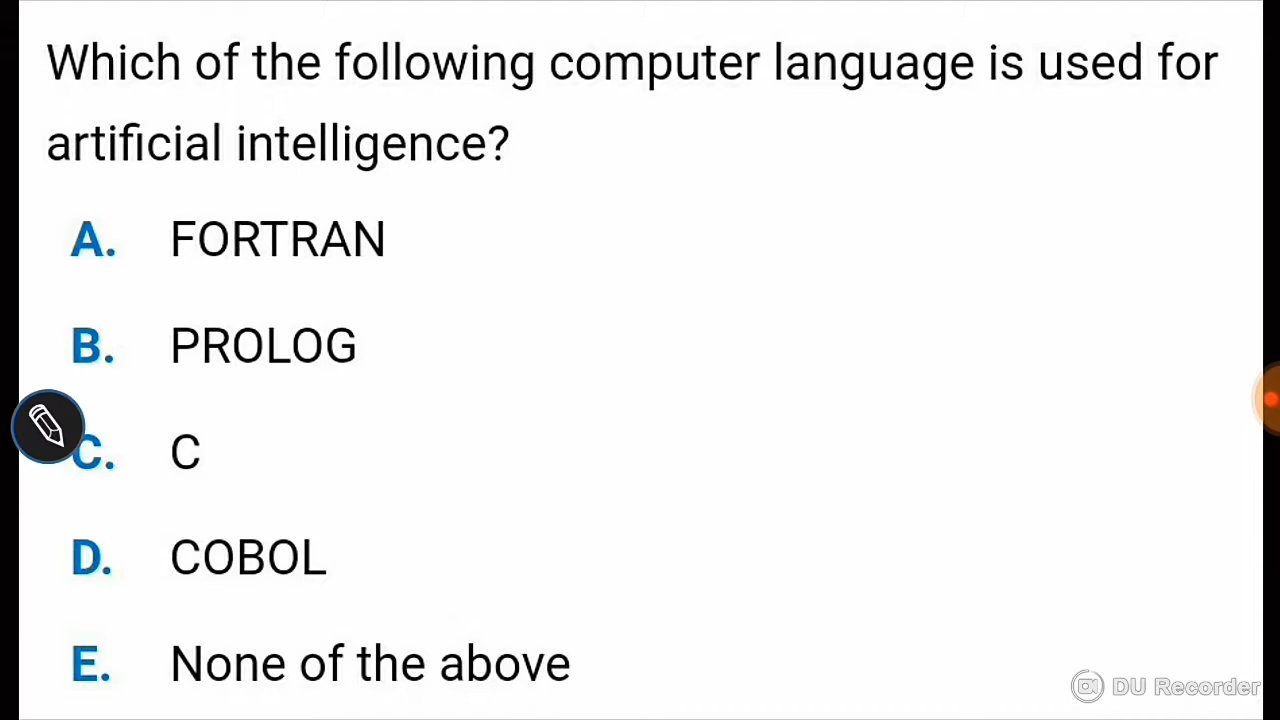 Which of the following computer language is used for
artificial intelligence?
A. FORTRAN
B. PROLOG
C. C
D. COBOL
E. None of the above
DU Recorder